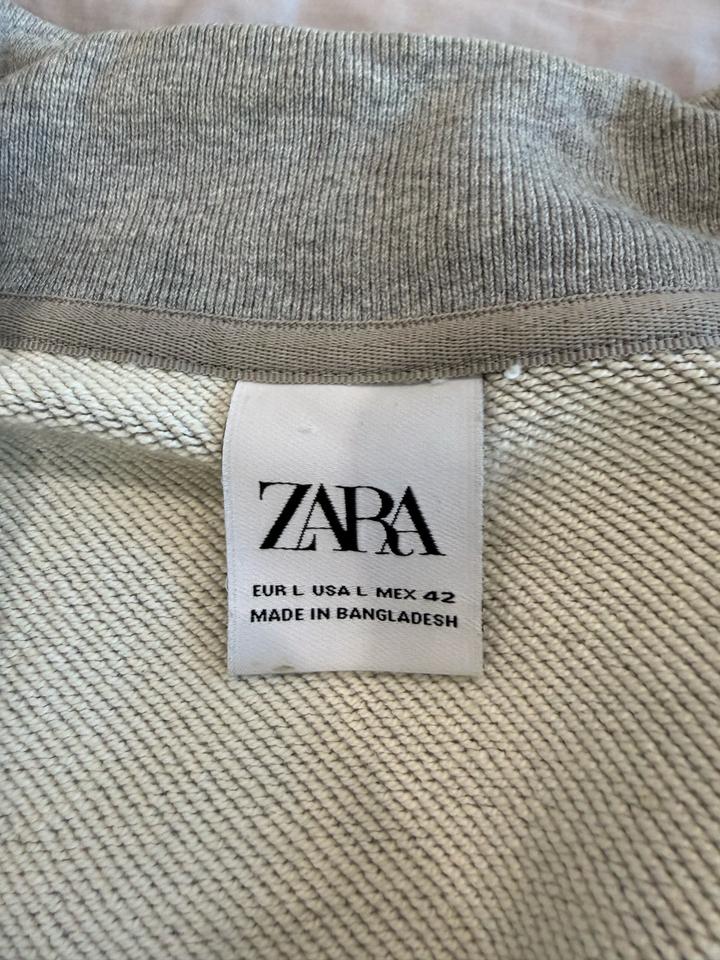 ZARA
EUR L USA L MEX 42
MADE IN BANGLADESH